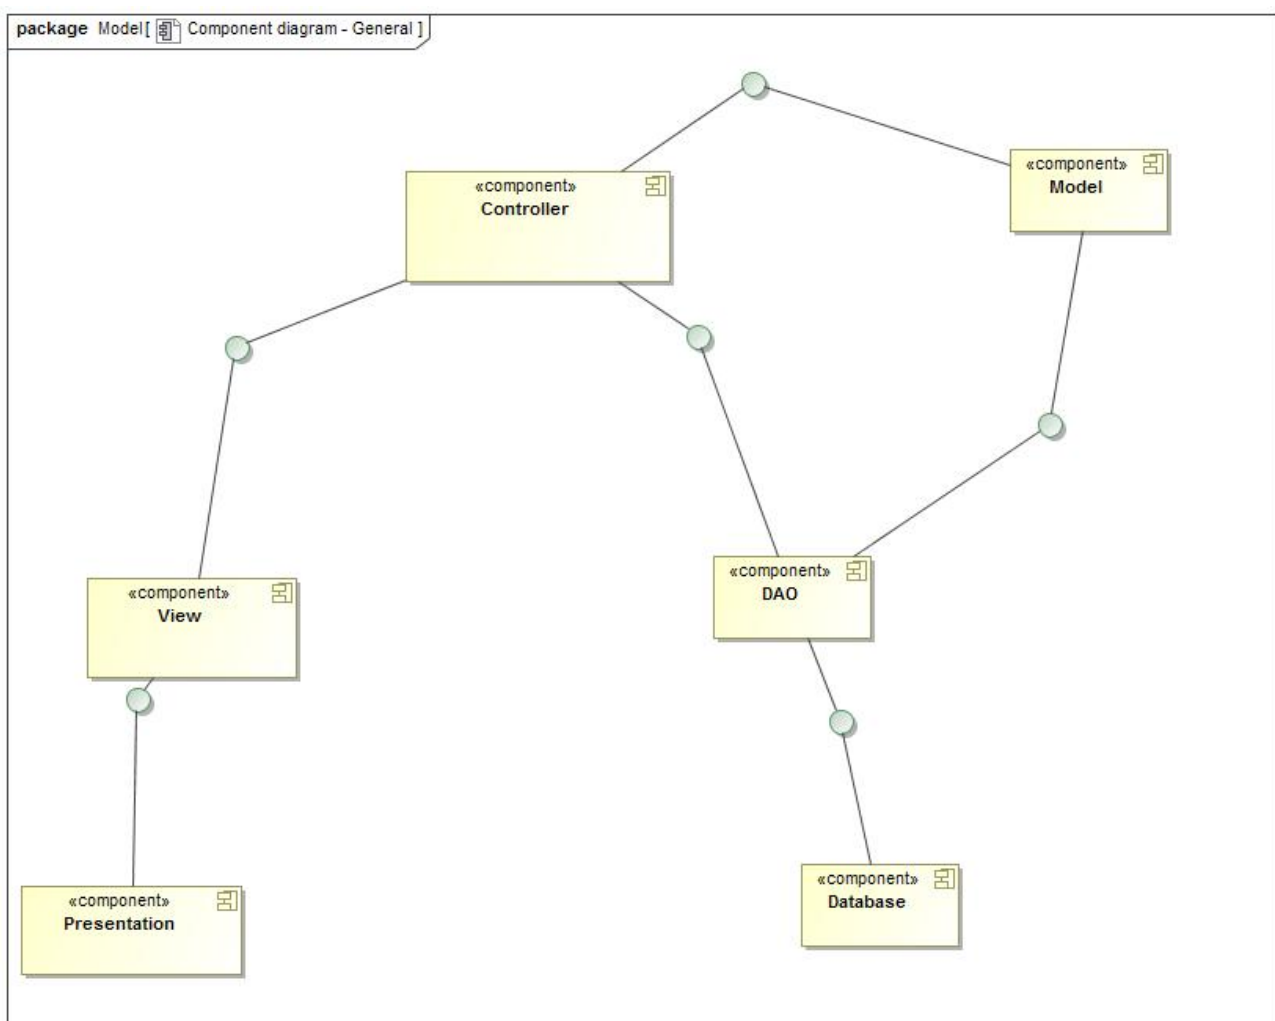 package Model[ Component diagram - General ]
«component»
Model
«component»
Controller
«component»
DAO
«component»
View
«component»
Database
«component»
Presentation